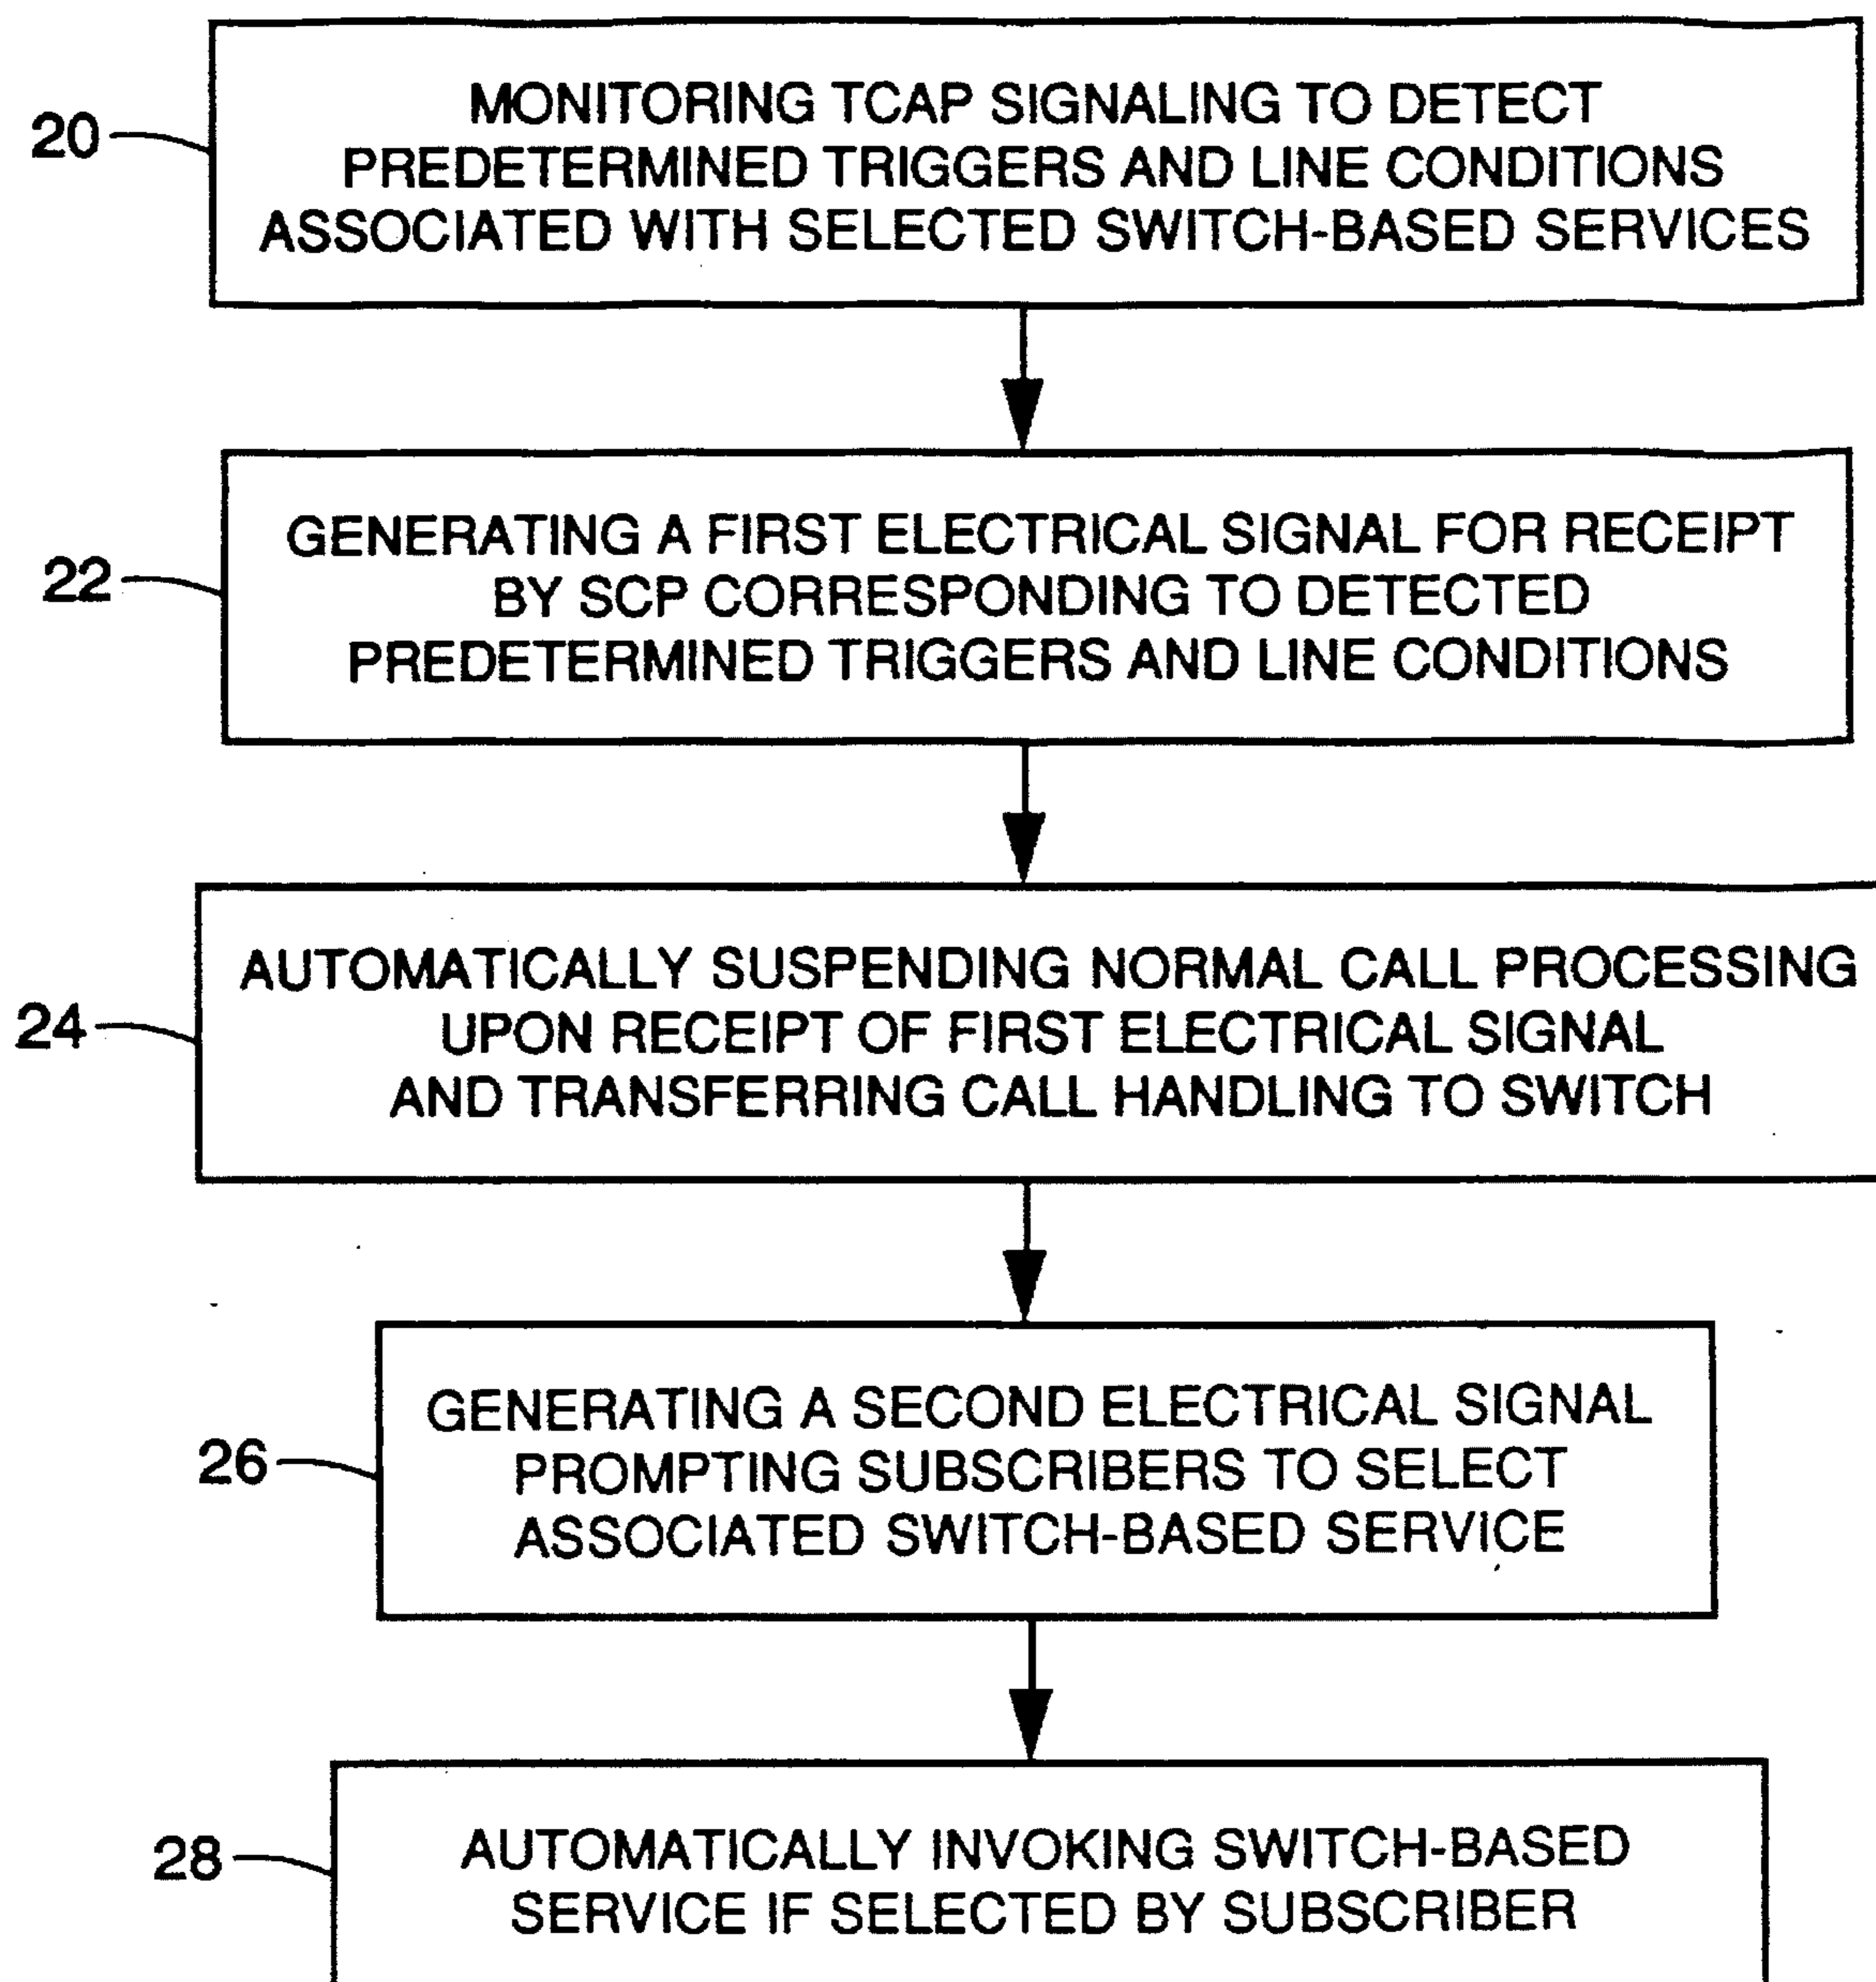 20
MONITORING TCAP SIGNALING TO DETECT
PREDETERMINED TRIGGERS AND LINE CONDITIONS
ASSOCIATED WITH SELECTED SWITCH-BASED SERVICES
22
GENERATING A FIRST ELECTRICAL SIGNAL FOR RECEIPT
BY SCP CORRESPONDING TO DETECTED
PREDETERMINED TRIGGERS AND LINE CONDITIONS
24
AUTOMATICALLY SUSPENDING NORMAL CALL PROCESSING
UPON RECEIPT OF FIRST ELECTRICAL SIGNAL
AND TRANSFERRING CALL HANDLING TO SWITCH
26
GENERATING A SECOND ELECTRICAL SIGNAL
PROMPTING SUBSCRIBERS TO SELECT
ASSOCIATED SWITCH-BASED SERVICE
28
AUTOMATICALLY INVOKING SWITCH-BASED
SERVICE IF SELECTED BY SUBSCRIBER